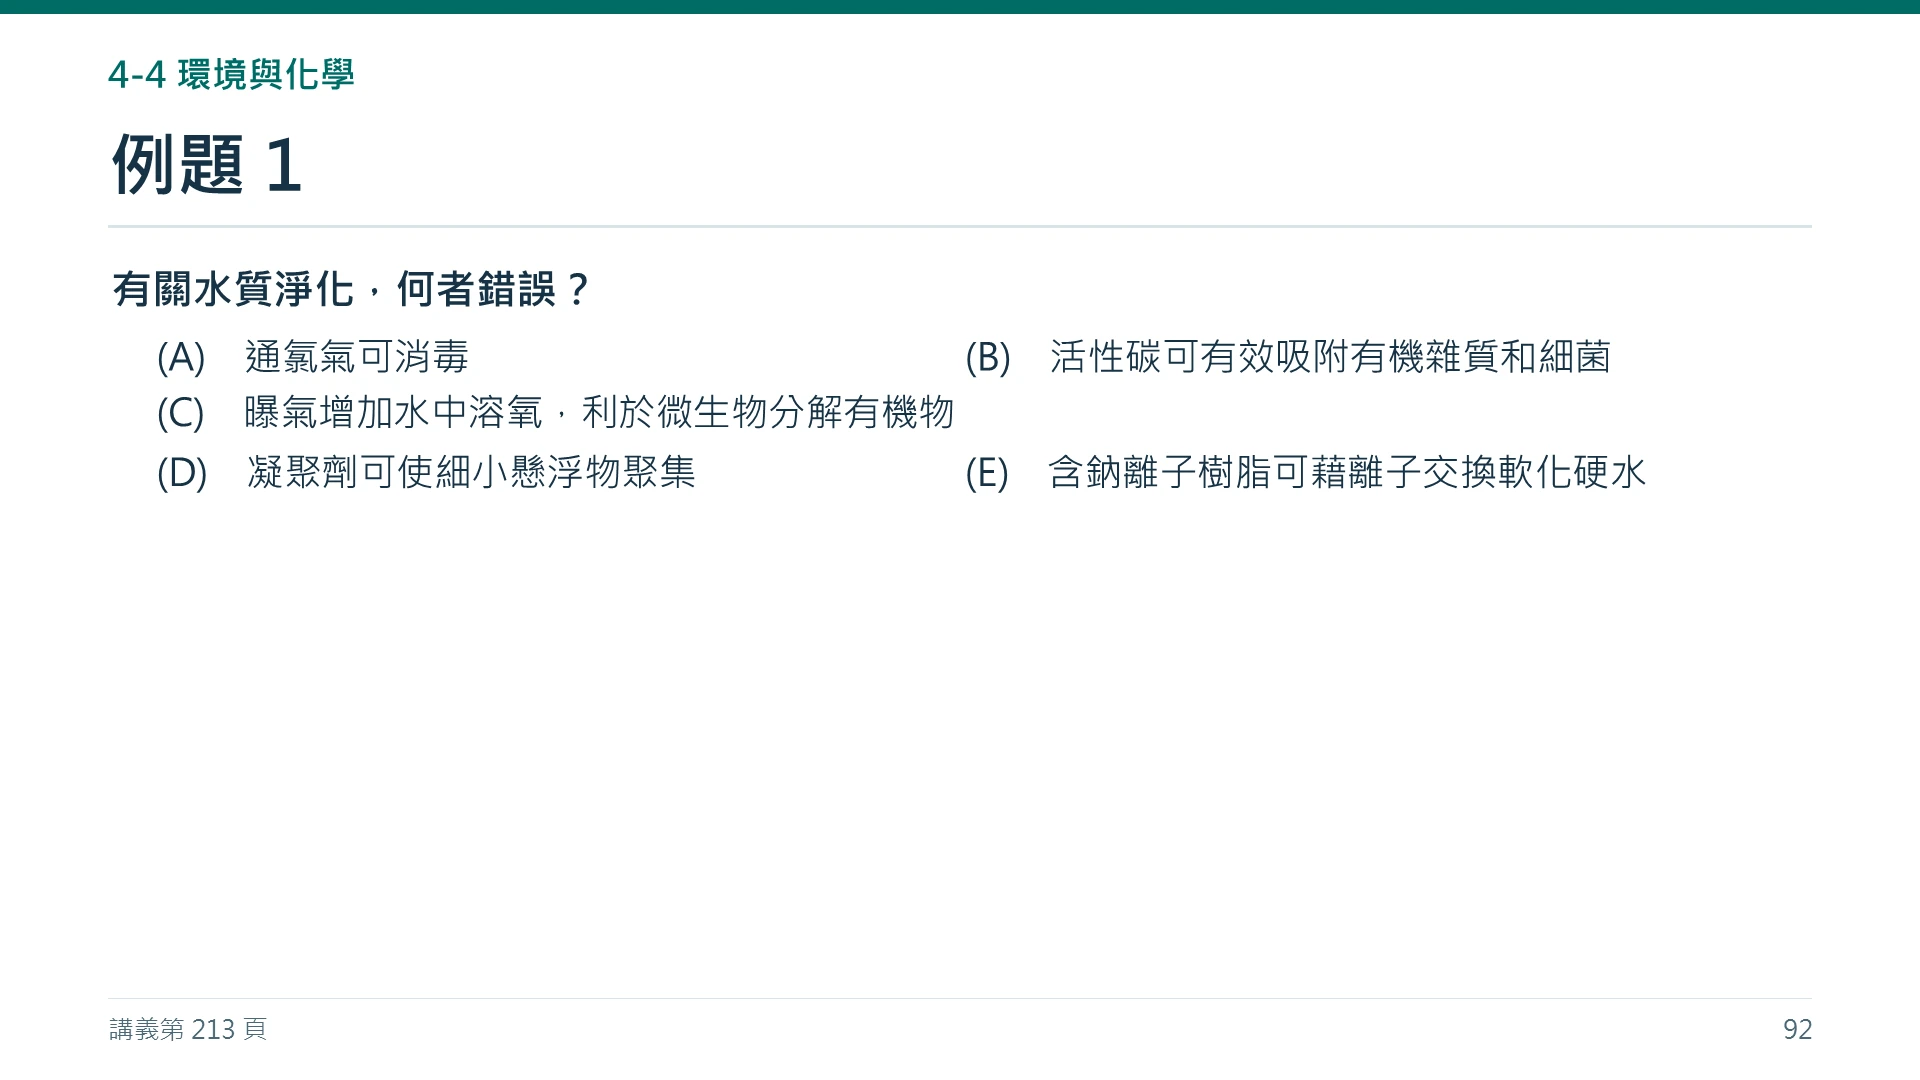 4-4 環境與化學
例題 1
有關水質淨化，何者錯誤？
(A) 通氯氣可消毒 (B) 活性碳可有效吸附有機雜質和細菌
(C) 曝氣增加水中溶氧，利於微生物分解有機物
(D) 凝聚劑可使細小懸浮物聚集 (E) 含鈉離子樹脂可藉離子交換軟化硬水
講義第 213 頁 92